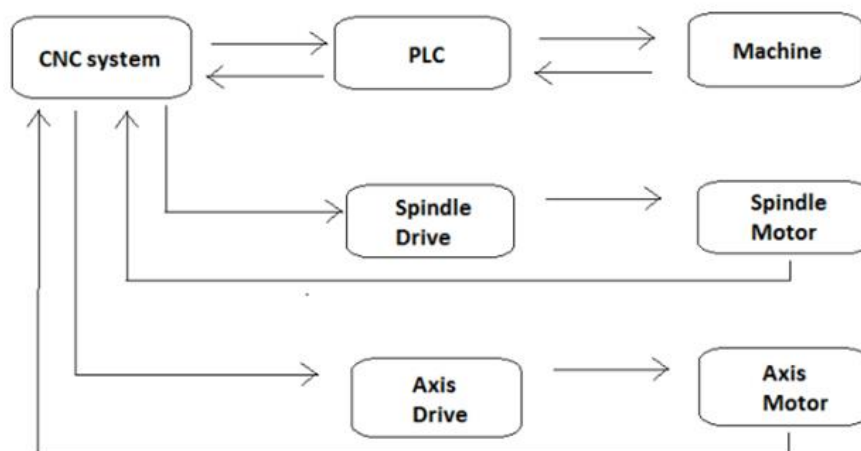 CNC system
PLC
Machine
Spindle
Drive
Spindle
Motor
Axis
Drive
Axis
Motor